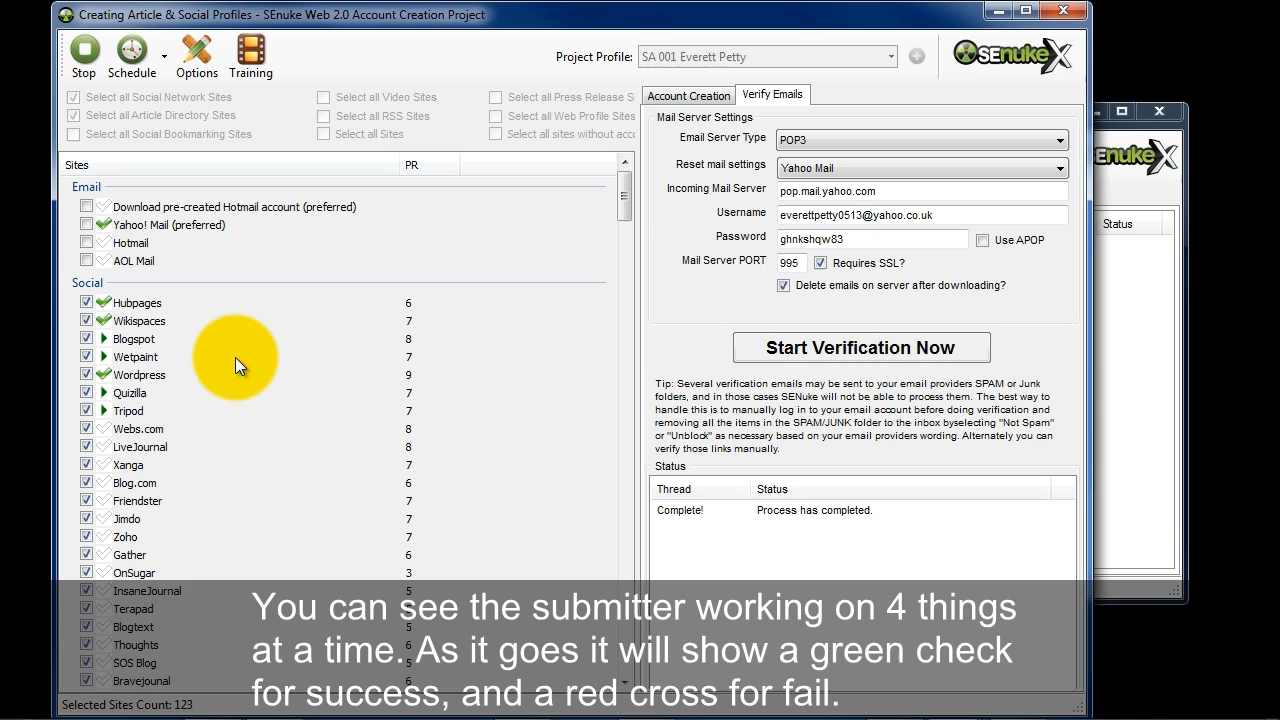 Creating Article & Social Profiles - SEnuke Web 2.0 Account Creation Project
Stop
Schedule
Options
Training
Project Profile:
SA 001 Everett Petty
SEnukeX
Select all Social Network Sites
Select all Video Sites
Select all Press Release S
Select all Article Directory Sites
Select all RSS S
Select all Web Profile Sites
Select all Social Bookmarking Sites
Select all Sites
Select all sites without acc
Sites
PR
Email
Download pre-created Hotmail account (preferred)
Yahoo! Mail (preferred)
Hotmail
AOL Mail
Social
Hubpages 6
Wikispaces 7
Blogspot 8
Wetpaint 7
Wordpress 9
Quizilla 7
Tripod 7
Webs.com 8
LiveJournal 8
Xanga 7
Blog.com 6
Friendster 7
Jimdo 7
Zoho 7
Gather 6
OnSugar 3
InsaneJournal 5
Terapad 5
Blogtext 5
Thoughts 6
SOS Blog 5
Bravejounal 6
Selected Sites Count: 123
Account Creation
Verify Emails
Mail Server Settings
Email Server Type
POP3
Reset mail settings
Yahoo Mail
Incoming Mail Server
pop.mail.yahoo.com
Username
everettpetty0513@yahoo.co.uk
Password
ghnkshqw83
Use APOP
Mail Server PORT
995
Requires SSL?
Delete emails on server after downloading?
Start Verification Now
Tip: Several verification emails may be sent to your email providers SPAM or Junk
folders, and in those cases SENuke will not be able to process them. The best way to
handle this is to manually log in to your email account before doing verification and
removing all the items in the SPAM/JUNK folder to the inbox byselecting "Not Spam"
or "Unblock" as necessary based on your email providers wording. Alternately you can
verify those links manually.
Status
Thread
Status
Complete!
Process has completed.
enukeX
Status
You can see the submitter working on 4 things
at a time. As it goes it will show a green check
for success, and a red cross for fail.